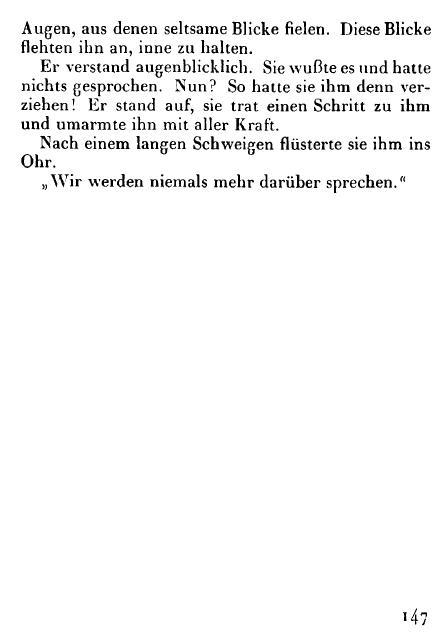 Augen, aus denen seltsame Blicke fielen. Diese Blicke
flehten ihn an, inne zu halten.
Er verstand augenblicklich. Sie wußte es und hatte
nichts gesprochen. Nun? So hatte sie ihm denn ver-
ziehen! Er stand auf, sie trat einen Schritt zu ihm
und umarmte ihn mit aller Kraft.
Nach einem langen Schweigen flüsterte sie ihm ins
Ohr.
„Wir werden niemals mehr darüber sprechen.“
147